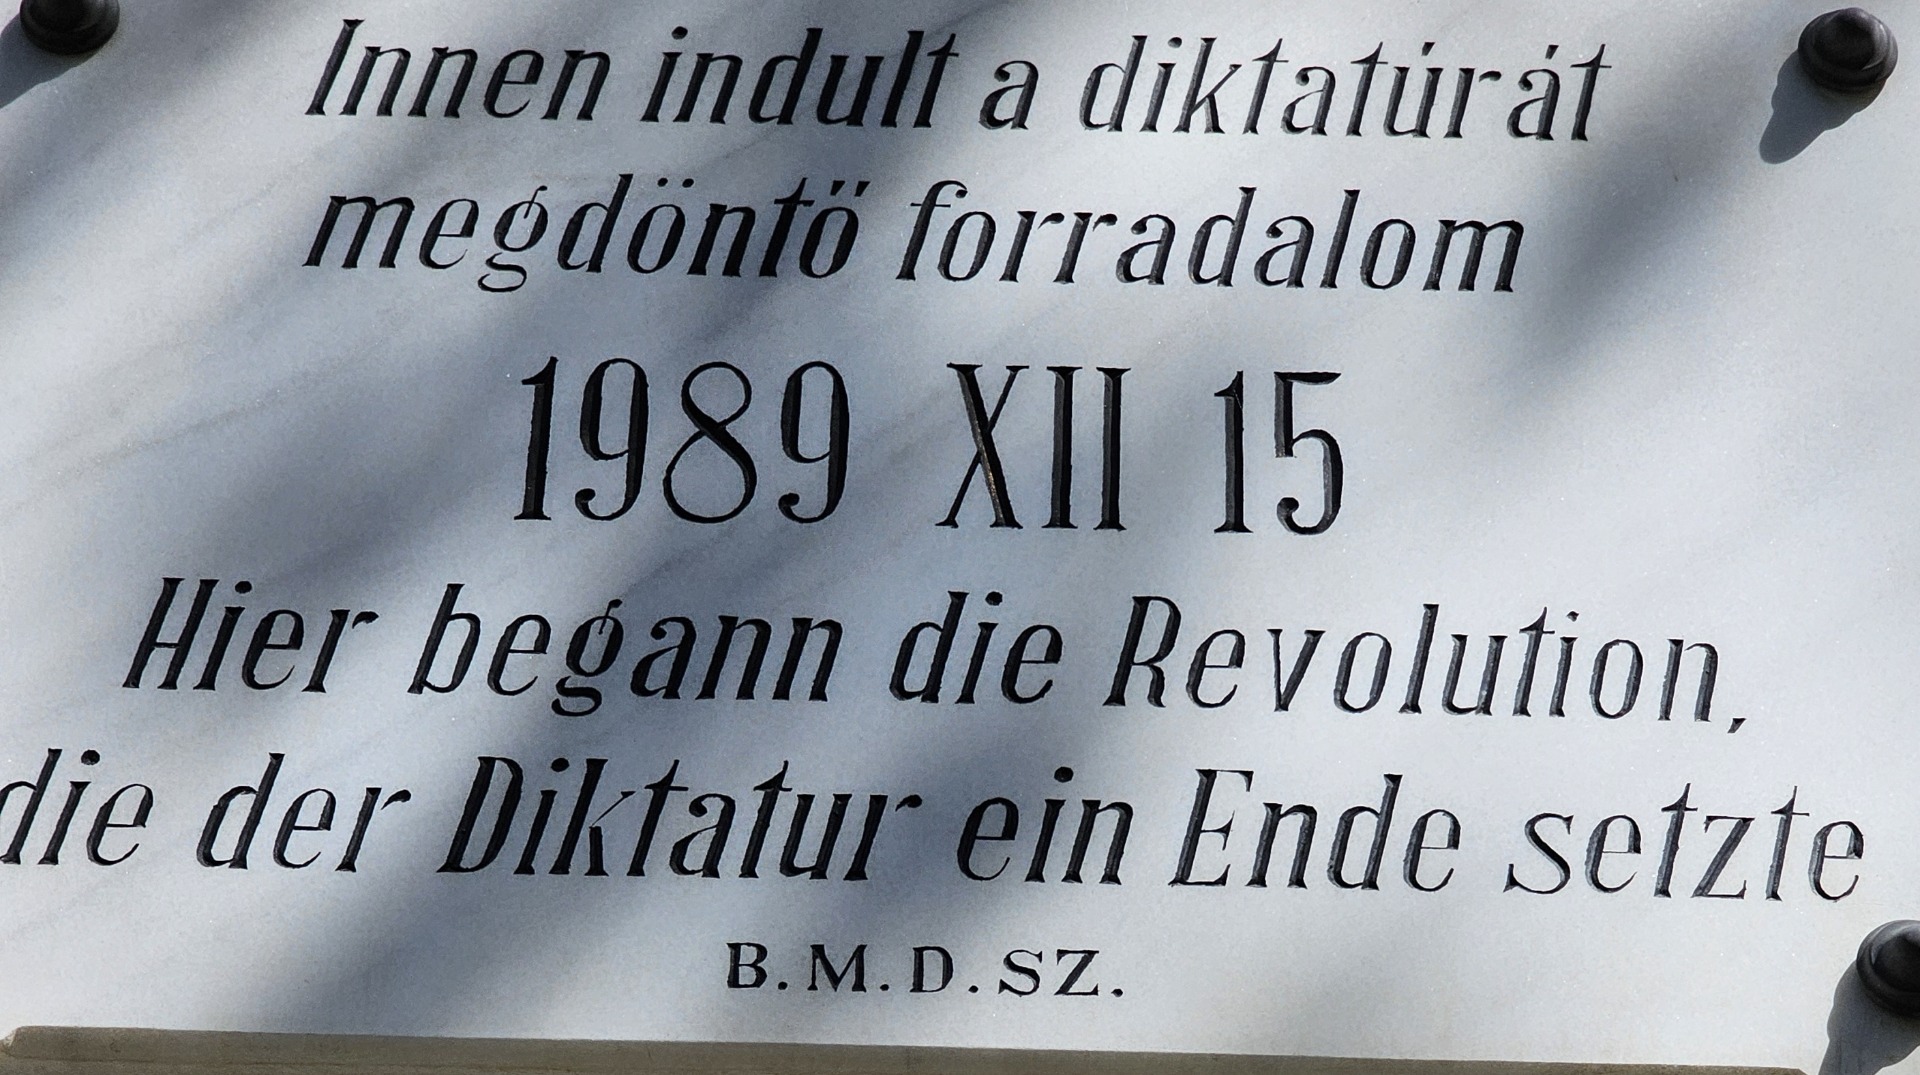 Innen indult a diktatúrát
megdöntő forradalom
1989 XII 15
Hier begann die Revolution,
die der Diktatur ein Ende setzte
B.M.D.SZ.